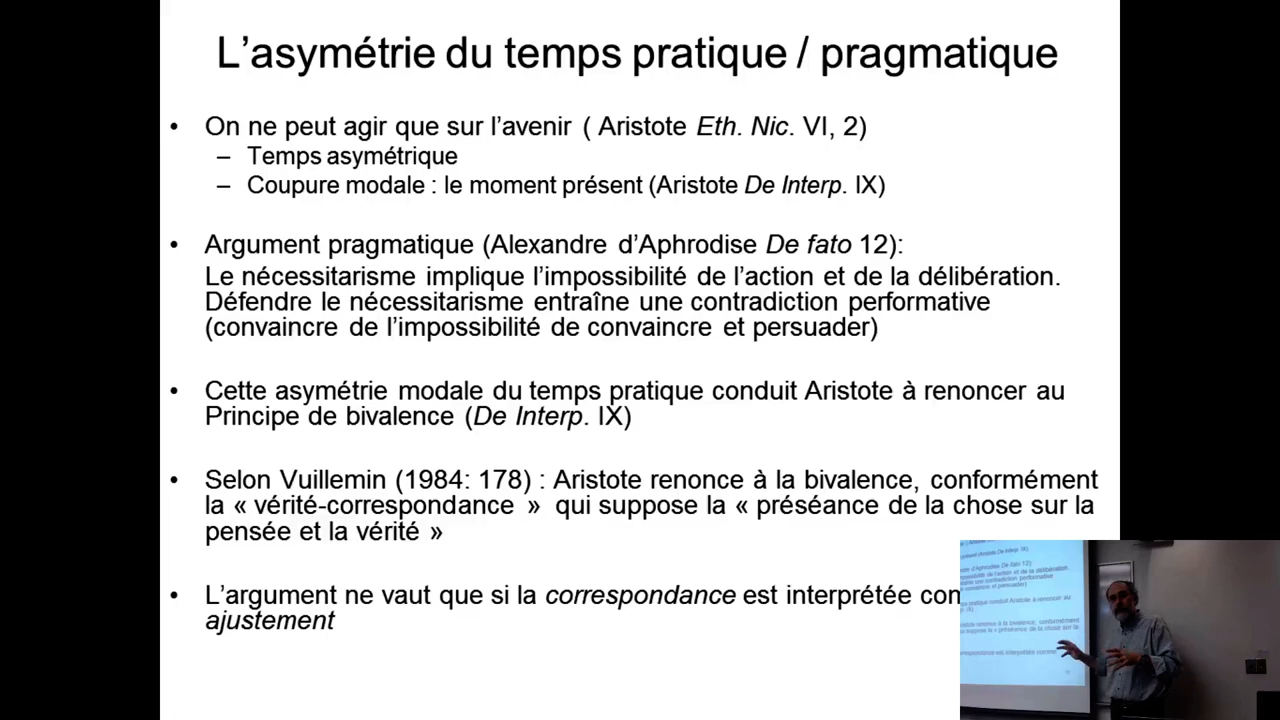 L’asymétrie du temps pratique / pragmatique
• On ne peut agir que sur l’avenir ( Aristote Eth. Nic. VI, 2)
– Temps asymétrique
– Coupure modale : le moment présent (Aristote De Interp. IX)
• Argument pragmatique (Alexandre d’Aphrodise De fato 12):
Le nécessitarisme implique l’impossibilité de l’action et de la délibération.
Défendre le nécessitarisme entraîne une contradiction performative
(convaincre de l’impossibilité de convaincre et persuader)
• Cette asymétrie modale du temps pratique conduit Aristote à renoncer au
Principe de bivalence (De Interp. IX)
• Selon Vuillemin (1984: 178) : Aristote renonce à la bivalence, conformément
la « vérité-correspondance » qui suppose la « préséance de la chose sur la
pensée et la vérité »
• L’argument ne vaut que si la correspondance est interprétée
ajustement